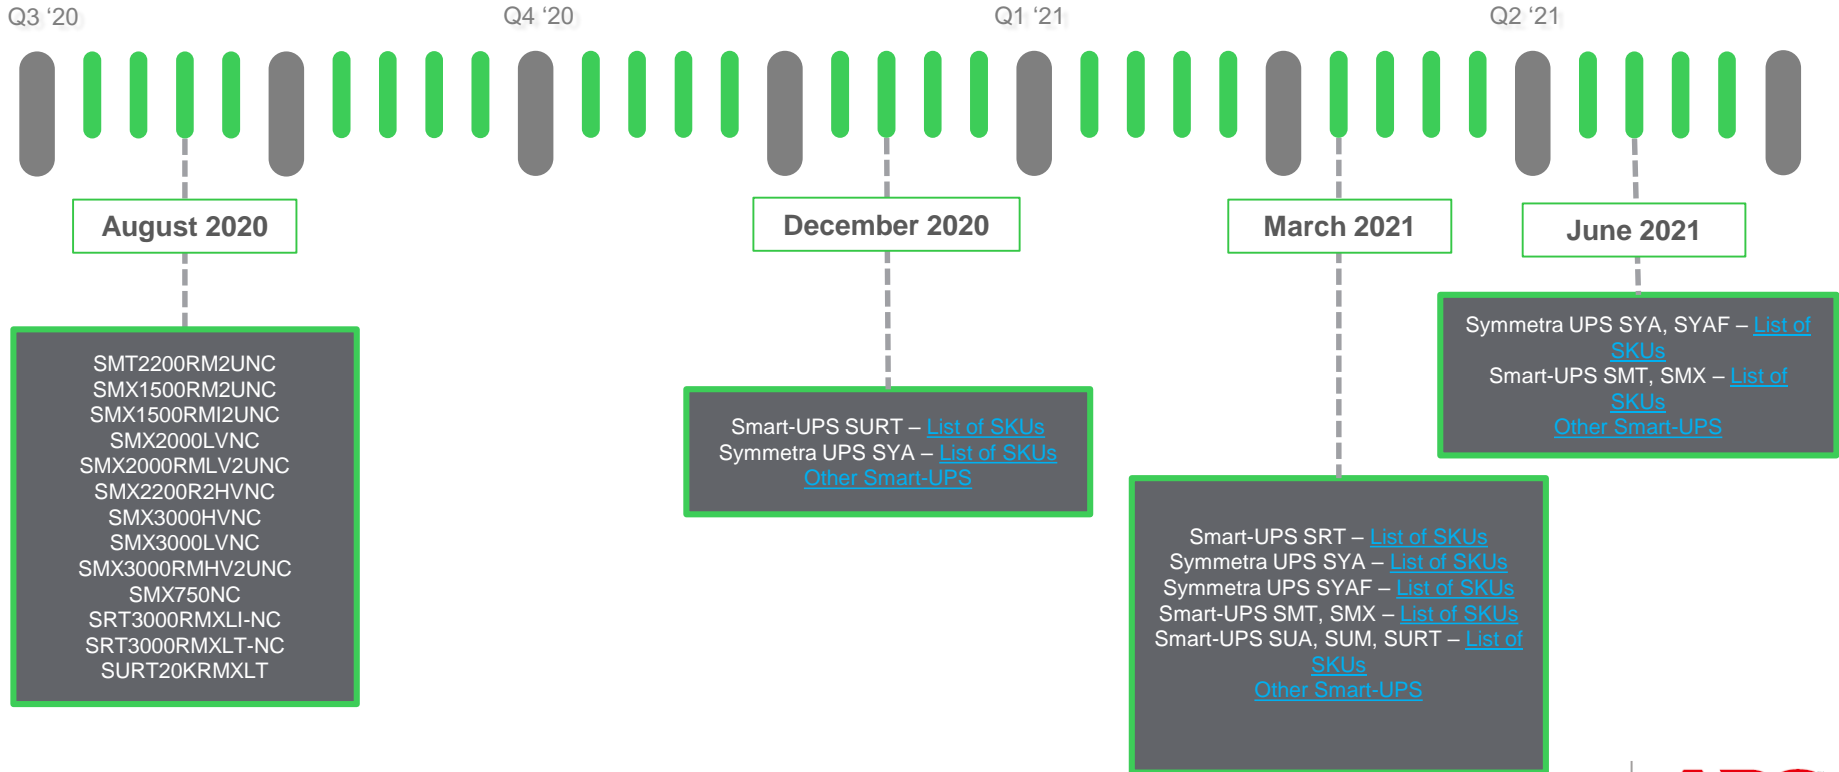 Q3 ‘20
Q4 ‘20
Q1 ‘21
Q2 ‘21
August 2020
December 2020
March 2021
June 2021
SMT2200RM2UNC
SMX1500RM2UNC
SMX1500RMI2UNC
SMX2000LVNC
SMX2000RMLV2UNC
SMX2200R2HVNC
SMX3000HVNC
SMX3000LVNC
SMX3000RMHV2UNC
SMX750NC
SRT3000RMXLI-NC
SRT3000RMXLT-NC
SURT20KRMXLT
Smart-UPS SURT – List of SKUs
Symmetra UPS SYA – List of SKUs
Other Smart-UPS
Smart-UPS SRT – List of SKUs
Symmetra UPS SYA – List of SKUs
Symmetra UPS SYAF – List of SKUs
Smart-UPS SMT, SMX – List of SKUs
Smart-UPS SUA, SUM, SURT – List of
SKUs
Other Smart-UPS
Symmetra UPS SYA, SYAF – List of
SKUs
Smart-UPS SMT, SMX – List of
SKUs
Other Smart-UPS